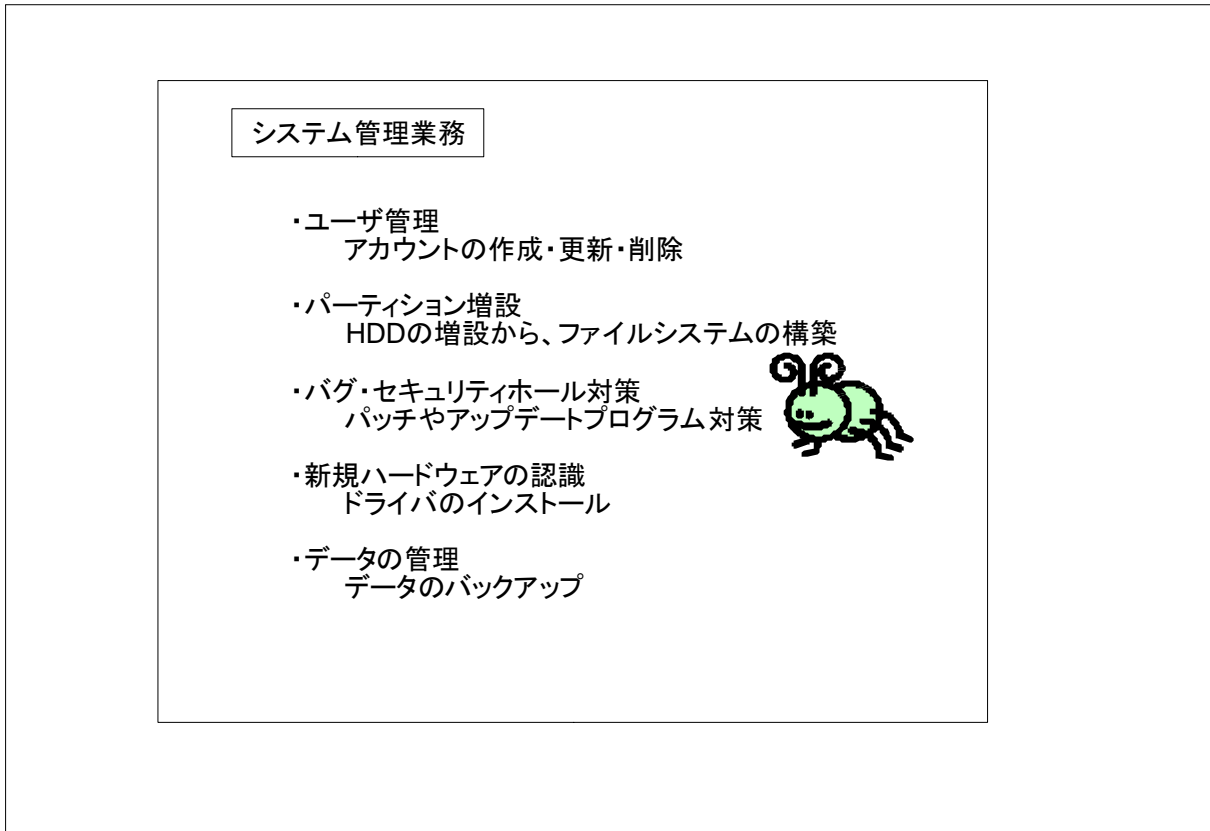 システム管理業務
・ユーザ管理
アカウントの作成・更新・削除
・パーティション増設
HDDの増設から、ファイルシステムの構築
・バグ・セキュリティホール対策
パッチやアップデートプログラム対策
・新規ハードウェアの認識
ドライバのインストール
・データの管理
データのバックアップ